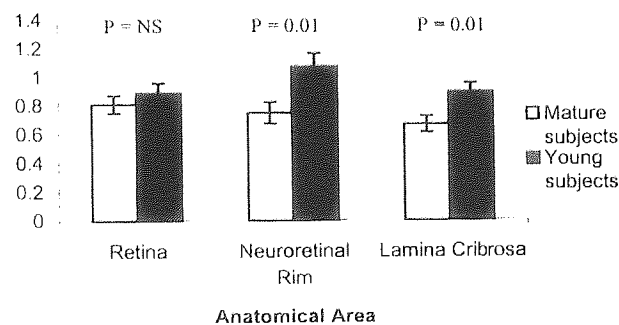 1.4
1.2
1
0.8
0.6
0.4
0.2
0
P = NS
P = 0.01
P = 0.01
Mature
subjects
Young
subjects
Retina
Neuroretinal
Rim
Lamina Cribrosa
Anatomical Area